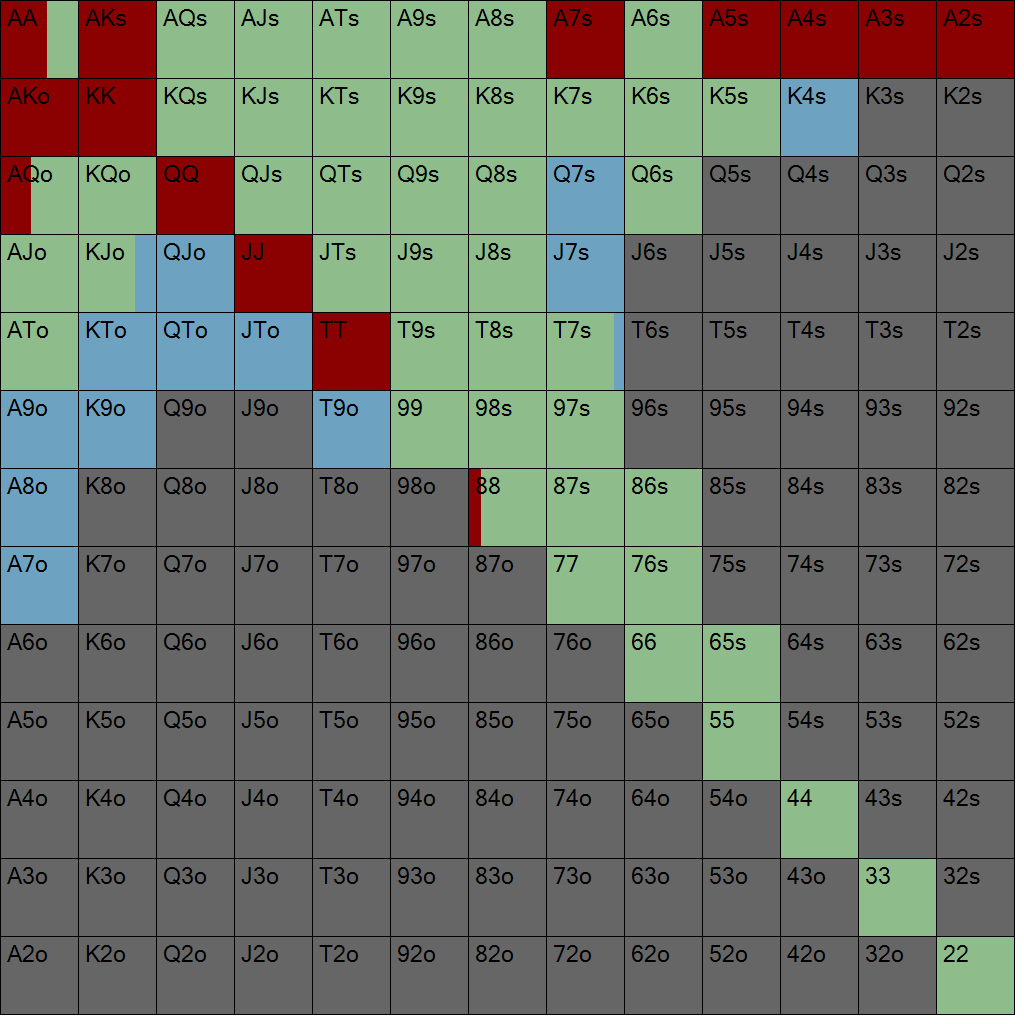 AA AKs AQs AJs ATs A9s A8s A7s A6s A5s A4s A3s A2s
AKo KK KQs KJs KTs K9s K8s K7s K6s K5s K4s K3s K2s
AQo KQo QQ QJs QTs Q9s Q8s Q7s Q6s Q5s Q4s Q3s Q2s
AJo KJo QJo JJ JTs J9s J8s J7s J6s J5s J4s J3s J2s
ATo KTo QTo JTo TT T9s T8s T7s T6s T5s T4s T3s T2s
A9o K9o Q9o J9o T9o 99 98s 97s 96s 95s 94s 93s 92s
A8o K8o Q8o J8o T8o 98o 88 87s 86s 85s 84s 83s 82s
A7o K7o Q7o J7o T7o 97o 87o 77 76s 75s 74s 73s 72s
A6o K6o Q6o J6o T6o 96o 86o 76o 66 65s 64s 63s 62s
A5o K5o Q5o J5o T5o 95o 85o 75o 65o 55 54s 53s 52s
A4o K4o Q4o J4o T4o 94o 84o 74o 64o 54o 44 43s 42s
A3o K3o Q3o J3o T3o 93o 83o 73o 63o 53o 43o 33 32s
A2o K2o Q2o J2o T2o 92o 82o 72o 62o 52o 42o 32o 22